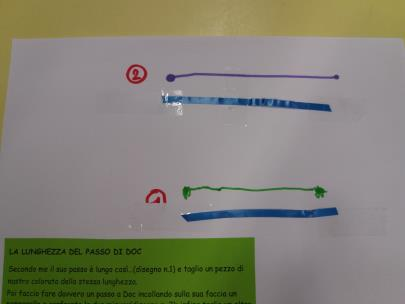 2
1
LA LUNGHEZZA DEL PASSO DI DOC
Secondo me il suo passo è lungo così...(disegno n.1) e taglio un pezzo di
nastro colorato della stessa lunghezza.
Poi faccio fare davvero un passo a Doc incollando sulla sua faccia un